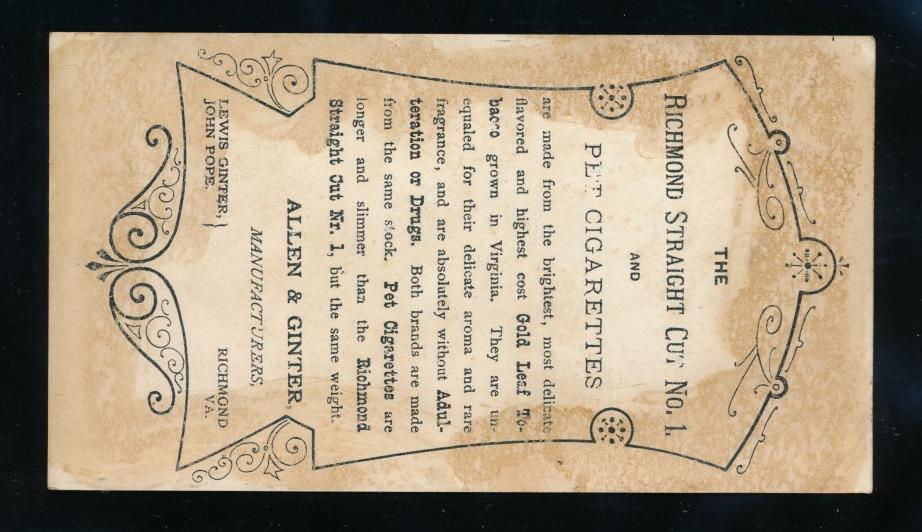 THE
RICHMOND STRAIGHT CUT NO. 1.
AND
PET CIGARETTES
are made from the brightest, most delicate
flavored and highest cost Gold Leaf To-
bacco grown in Virginia. They are un-
equaled for their delicate aroma and rare
fragrance, and are absolutely without Adul-
teration or Drugs. Both brands are made
from the same stock. Pet Cigarettes are
longer and slimmer than the Richmond
Straight Cut Nr. 1, but the same weight.
ALLEN & GINTER,
MANUFACTURERS,
LEWIS GINTER, }
JOHN POPE.
RICHMOND
VA.